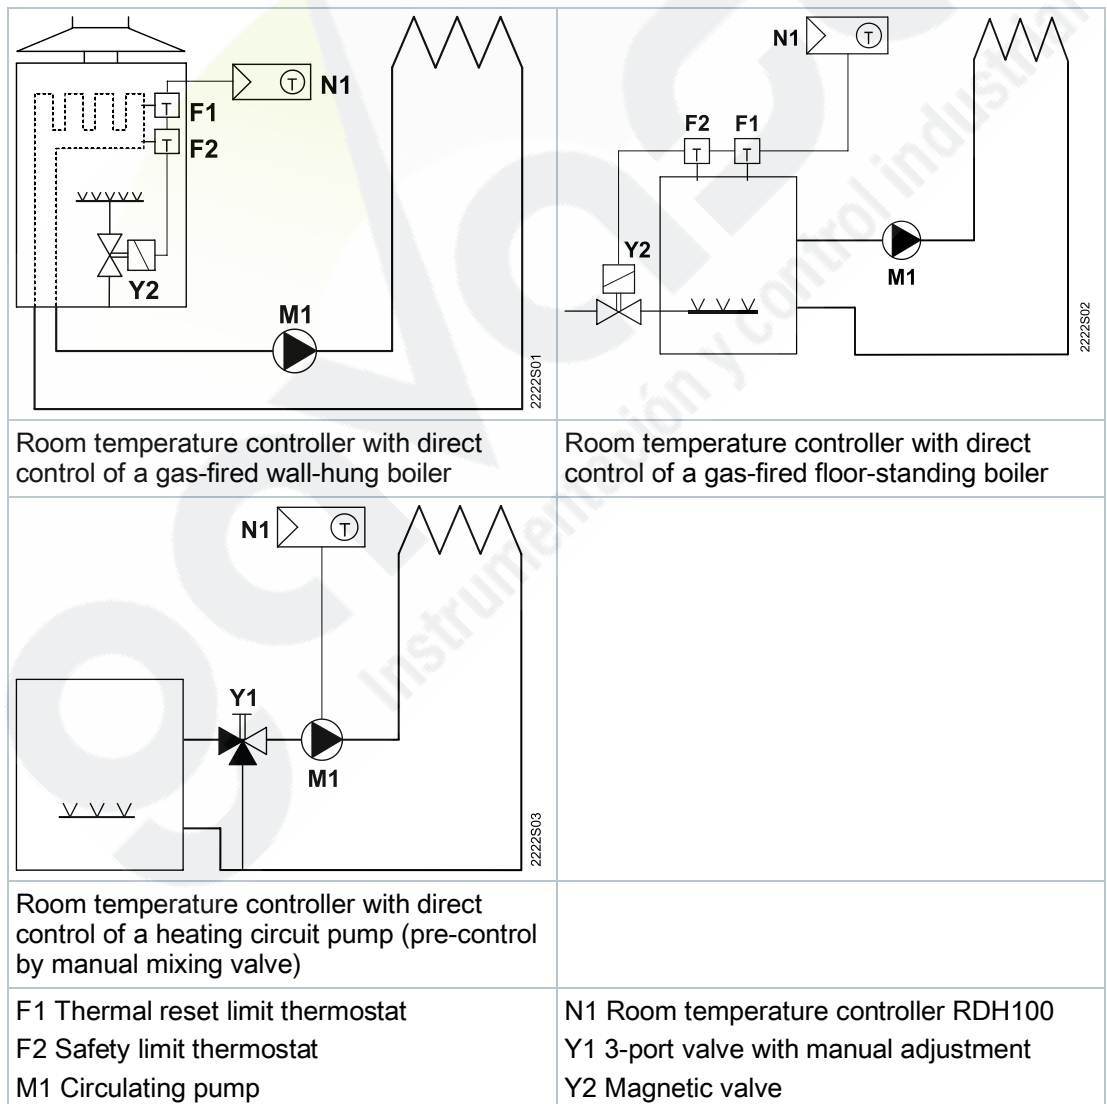 N1
T
T
F1
T
F2
Y2
M1
2222S01
N1
T
F2
F1
T
T
Y2
M1
2222S02
Room temperature controller with direct
control of a gas-fired wall-hung boiler
Room temperature controller with direct
control of a gas-fired floor-standing boiler
N1
T
Y1
M1
2222S03
Room temperature controller with direct
control of a heating circuit pump (pre-control
by manual mixing valve)
F1 Thermal reset limit thermostat
F2 Safety limit thermostat
M1 Circulating pump
N1 Room temperature controller RDH100
Y1 3-port valve with manual adjustment
Y2 Magnetic valve
Instrumentación y control industrial